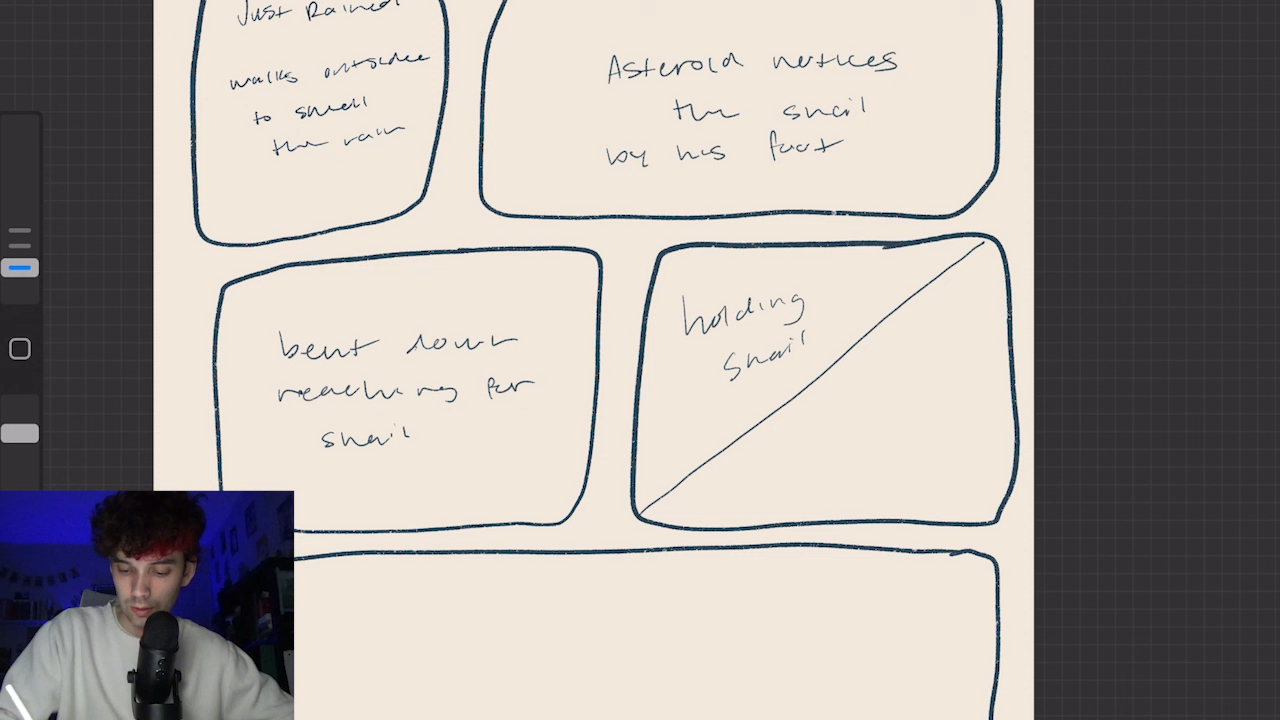 Just Rained
walks outside
to smell
the rain
Asteroid notices
the snail
by his foot
bent down
reaching for
snail
holding
snail